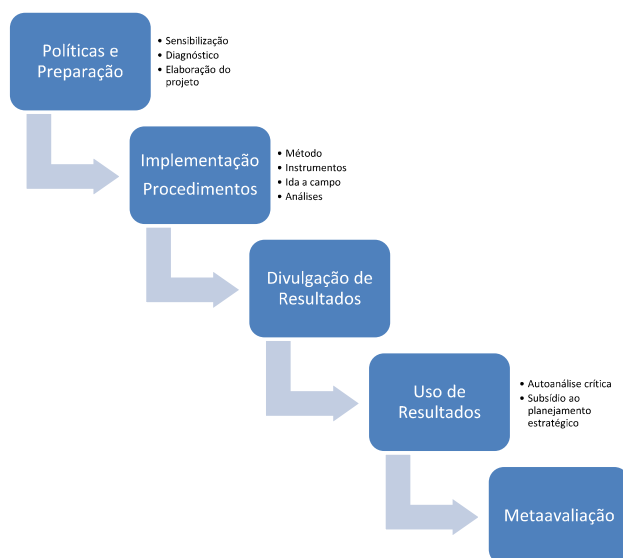 Políticas e
Preparação
• Sensibilização
• Diagnóstico
• Elaboração do
projeto
Implementação
Procedimentos
• Método
• Instrumentos
• Ida a campo
• Análises
Divulgação de
Resultados
Uso de
Resultados
• Autoanálise crítica
• Subsídio ao
planejamento
estratégico
Metaavaliação